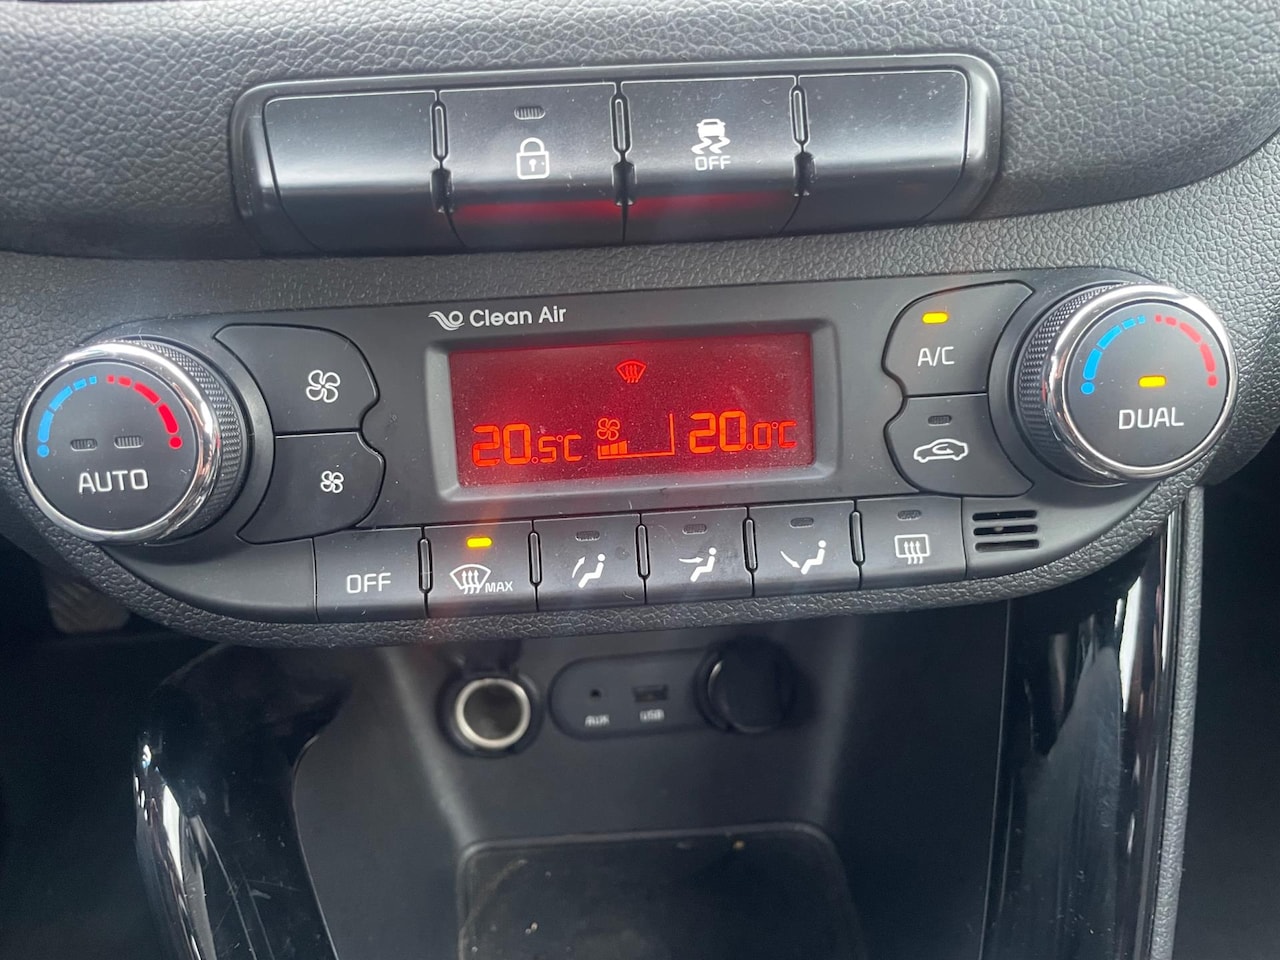 OFF
Clean Air
A/C
AUTO
20.5°C
20.0°C
DUAL
OFF
MAX
AUX
USB